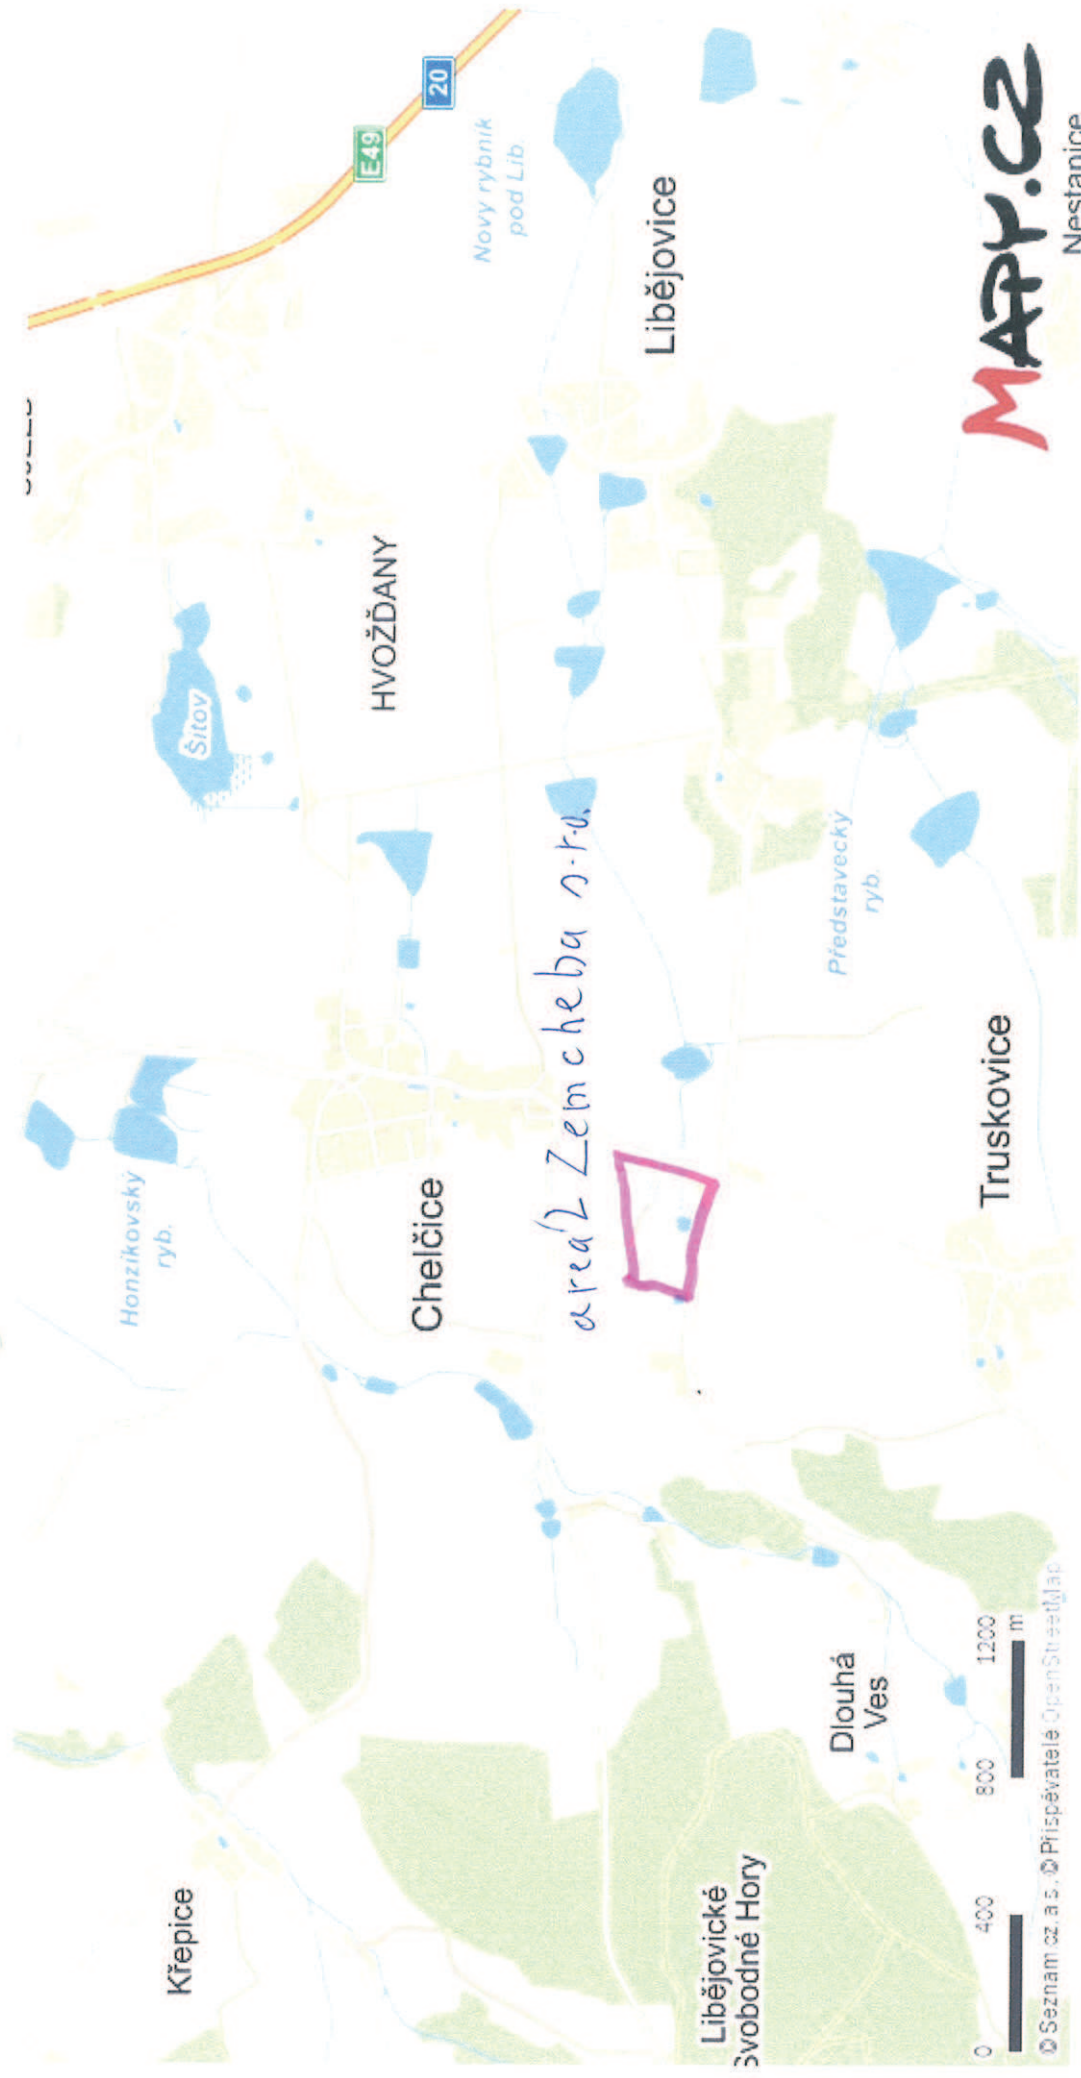 E49
20
Nový rybník
pod Lib.
Libějovice
MAPY.CZ
Nestanice
HVOŽĎANY
Šítov
areál Zemcheba s.r.o.
Představecký
ryb.
Honzíkovský
ryb.
Chelčice
Truskovice
Křepice
Libějovické
Svobodné Hory
Dlouhá
Ves
0 400 800 1200
m
© Seznam.cz, a.s., © Přispěvatelé OpenStreetMap